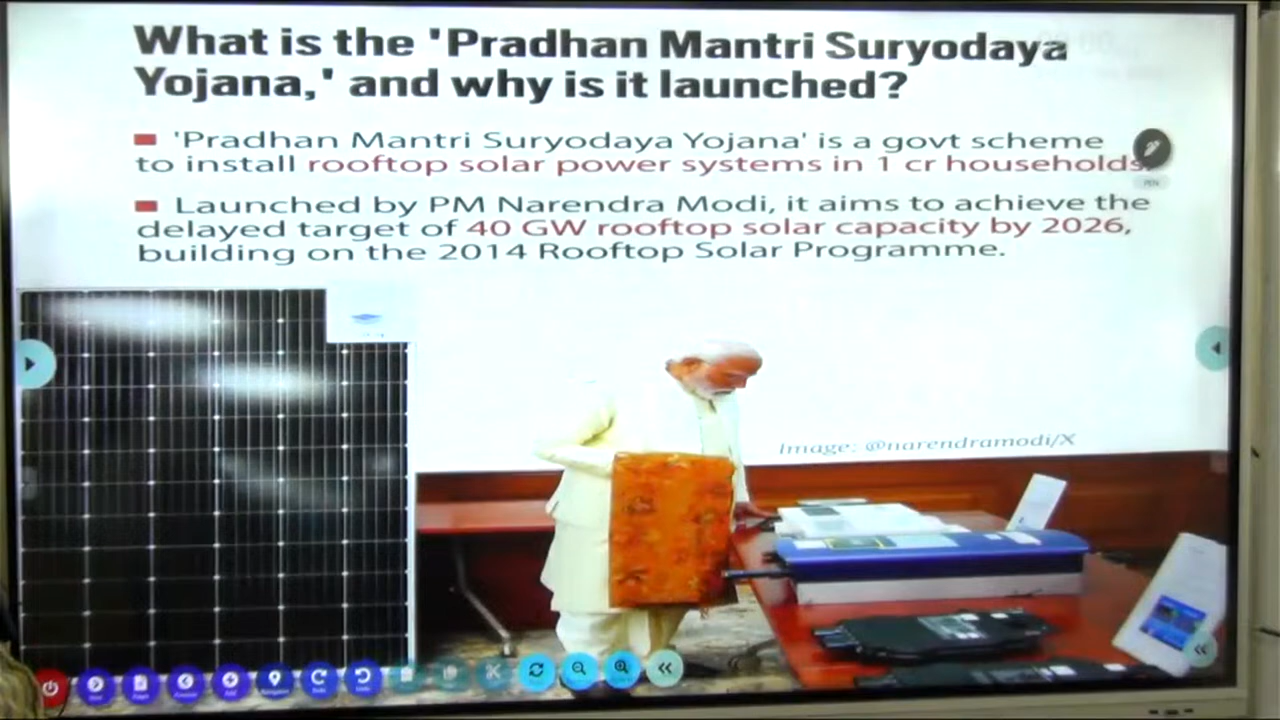 What is the 'Pradhan Mantri Suryodaya
Yojana,' and why is it launched?
'Pradhan Mantri Suryodaya Yojana' is a govt scheme
to install rooftop solar power systems in 1 cr households.
PEN
Launched by PM Narendra Modi, it aims to achieve the
delayed target of 40 GW rooftop solar capacity by 2026,
building on the 2014 Rooftop Solar Programme.
Image: @narendramodi/X